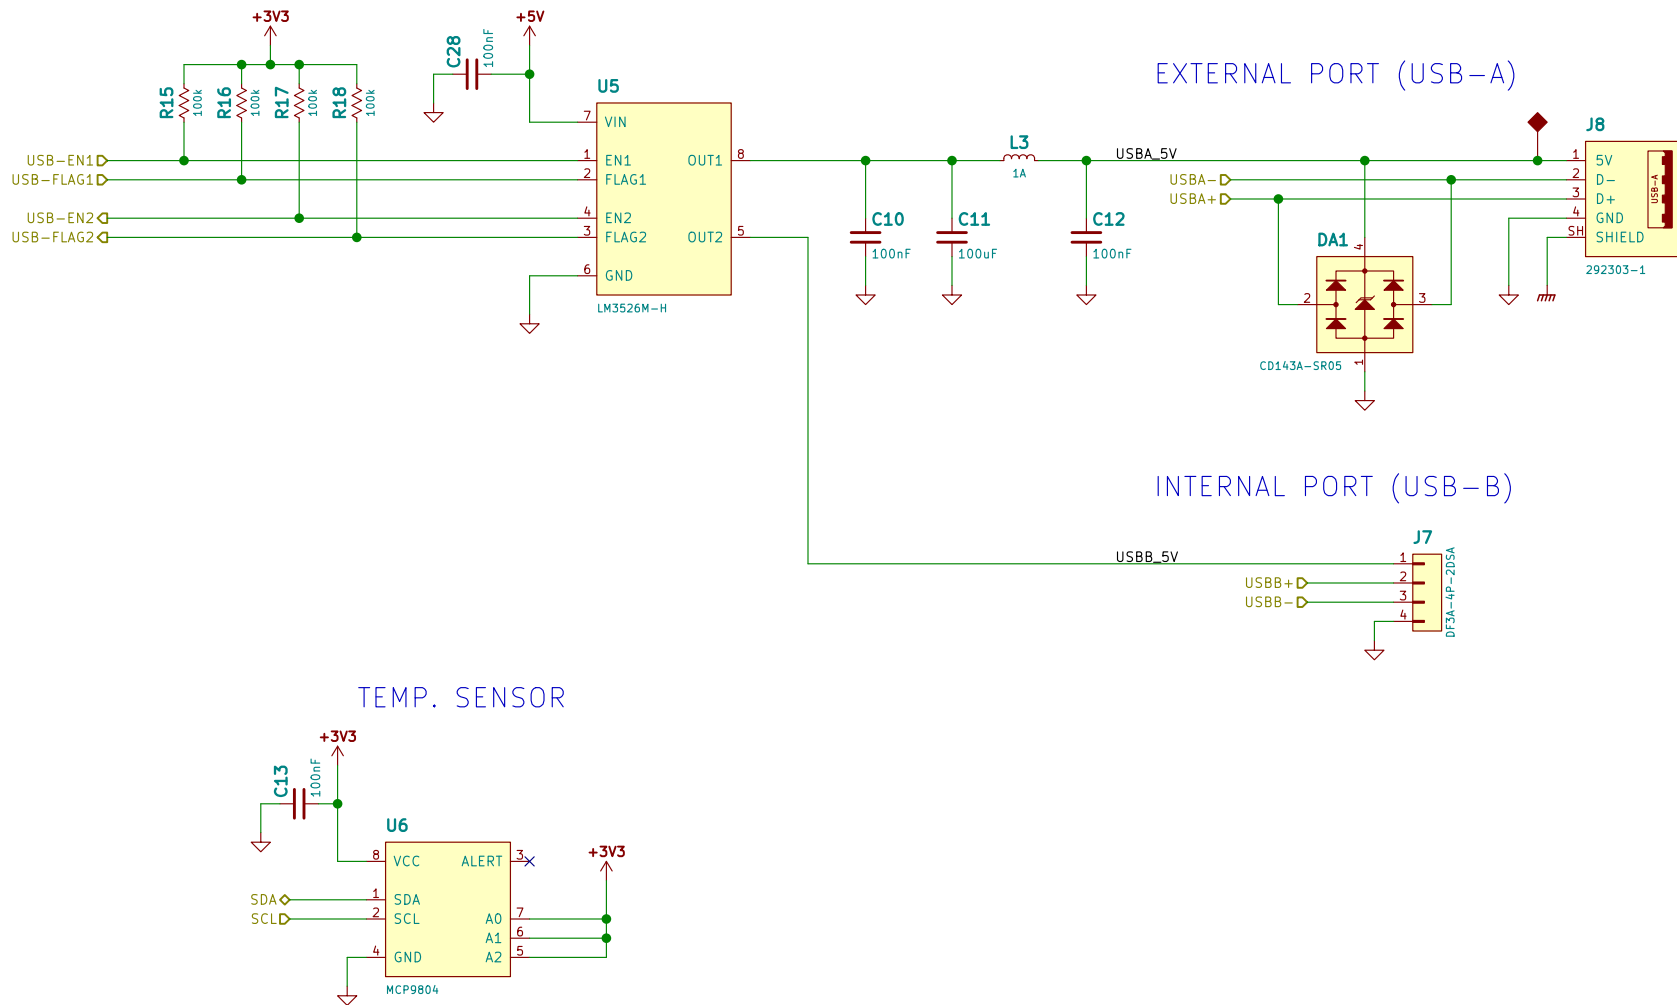 +3V3
R15
100k
R16
100k
R17
100k
R18
100k
USB-EN1
USB-FLAG1
USB-EN2
USB-FLAG2
+5V
C28
100nF
U5
7 VIN
1 EN1
2 FLAG1
4 EN2
3 FLAG2
6 GND
OUT1 8
OUT2 5
LM3526M-H
C10
100nF
C11
100uF
L3
1A
C12
100nF
EXTERNAL PORT (USB-A)
USBA_5V
USBA-
USBA+
DA1
4
2
3
1
CD143A-SR05
J8
1 5V
2 D-
3 D+
4 GND
SH SHIELD
USB-A
292303-1
INTERNAL PORT (USB-B)
USBB_5V
USBB+
USBB-
J7
1
2
3
4
DF3A-4P-2DSA
TEMP. SENSOR
+3V3
C13
100nF
U6
8 VCC
1 SDA
2 SCL
4 GND
ALERT 3
A0 7
A1 6
A2 5
MCP9804
SDA
SCL
+3V3